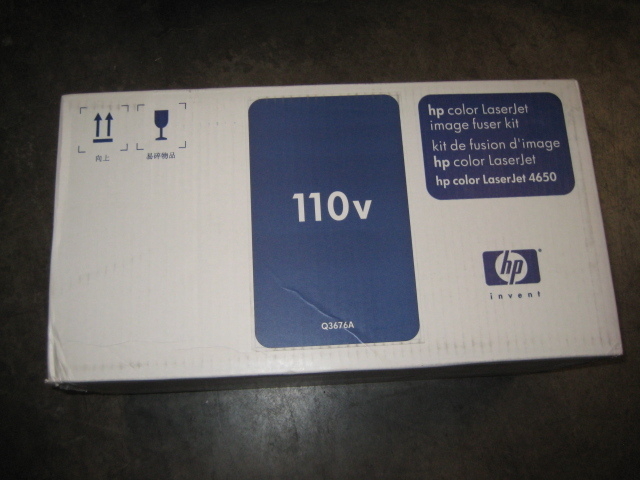 向上
易碎物品
110v
Q3676A
hp color LaserJet
image fuser kit
kit de fusion d'image
hp color LaserJet
hp color LaserJet 4650
hp
invent